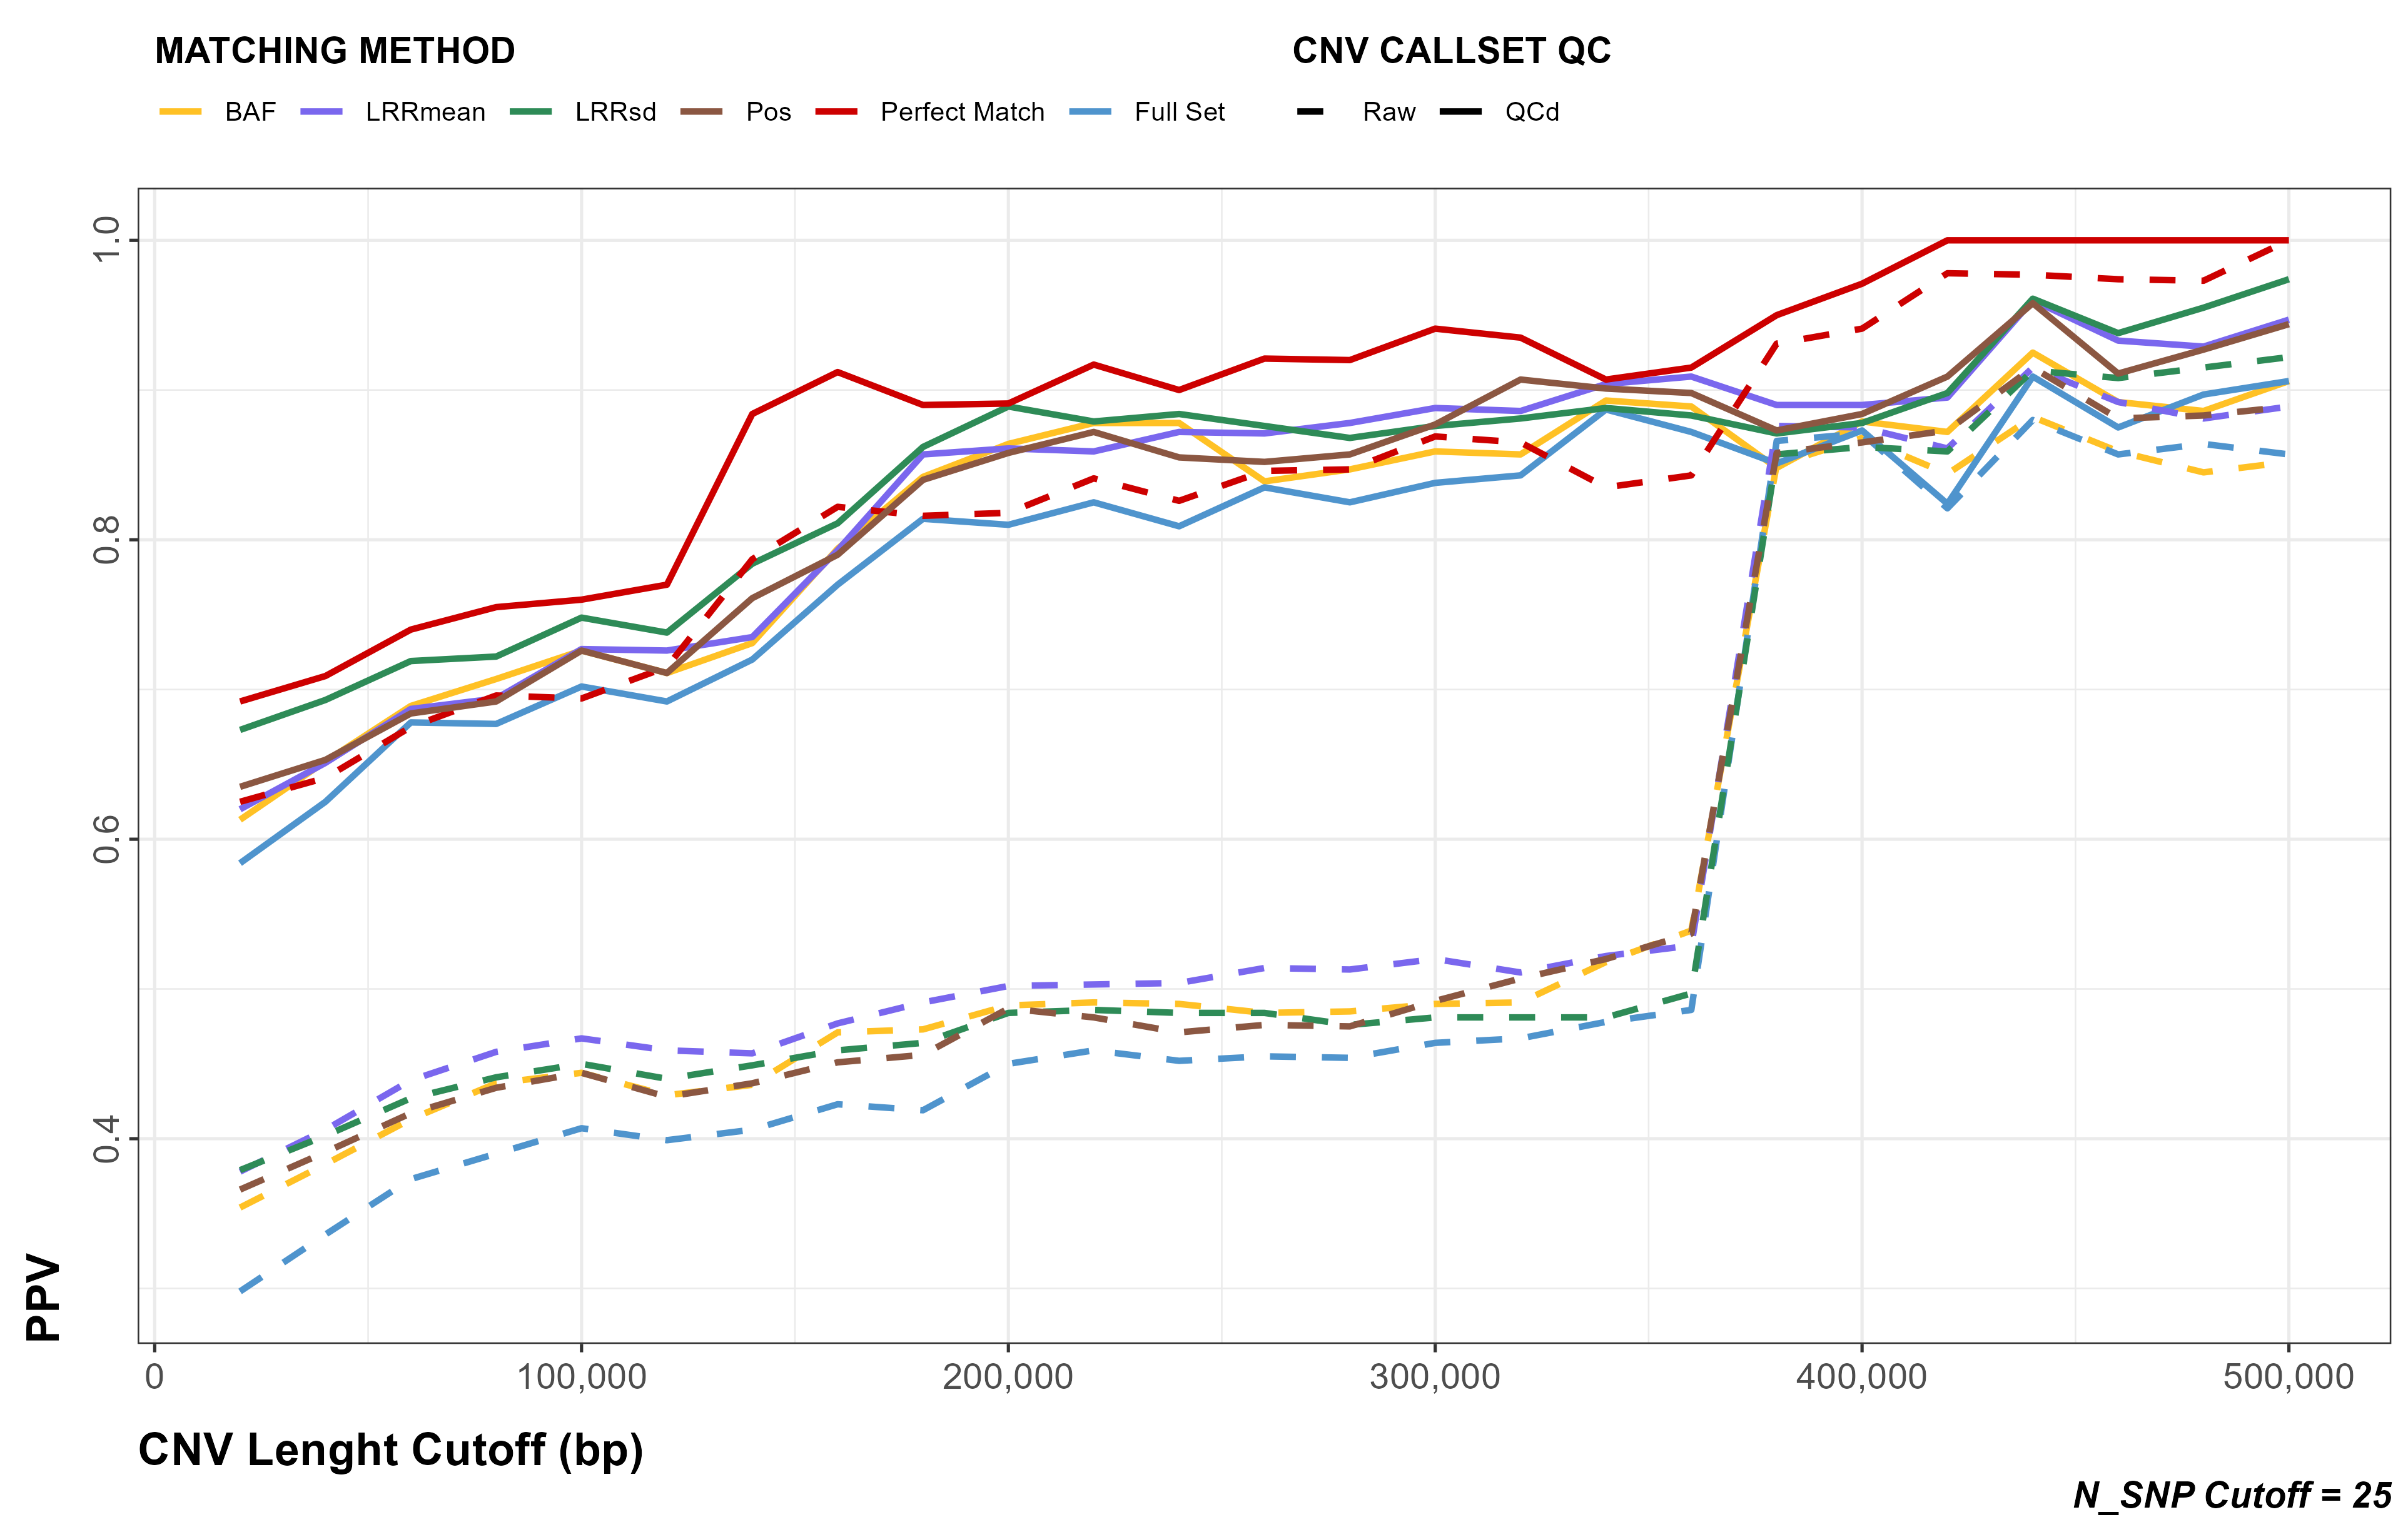 MATCHING METHOD CNV CALLSET QC
BAF LRRmean LRRsd Pos Perfect Match Full Set Raw QCd
1.0
0.8
0.6
0.4
PPV
0 100,000 200,000 300,000 400,000 500,000
CNV Lenght Cutoff (bp)
N_SNP Cutoff = 25